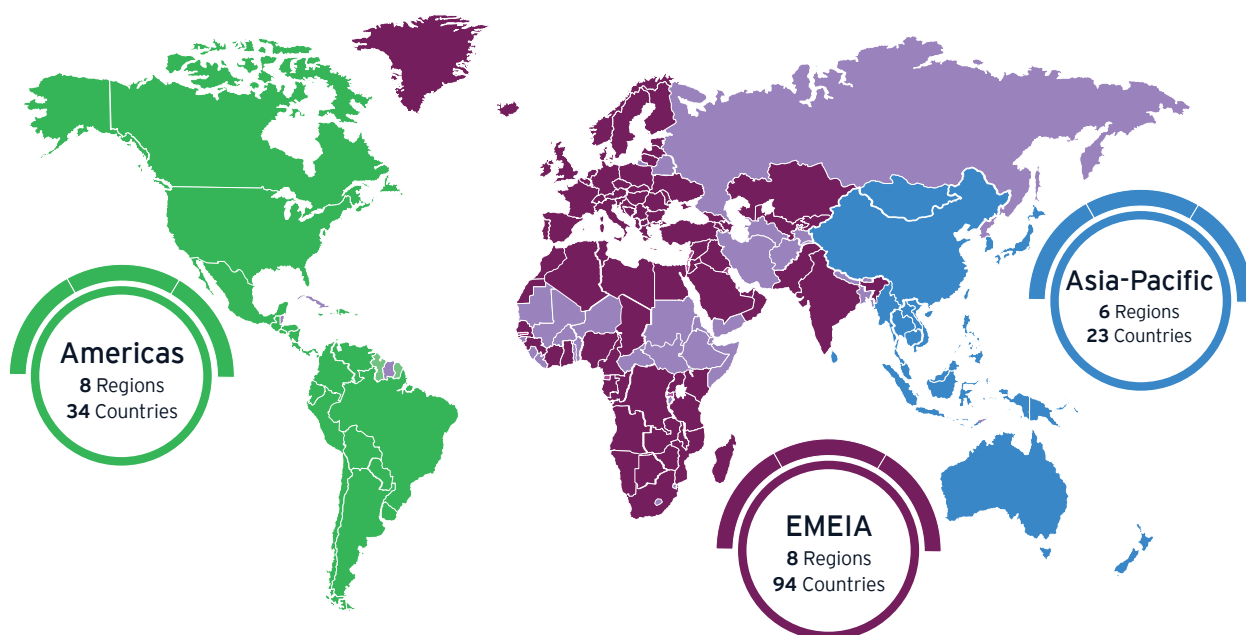 Americas
8 Regions
34 Countries
Asia-Pacific
6 Regions
23 Countries
EMEIA
8 Regions
94 Countries